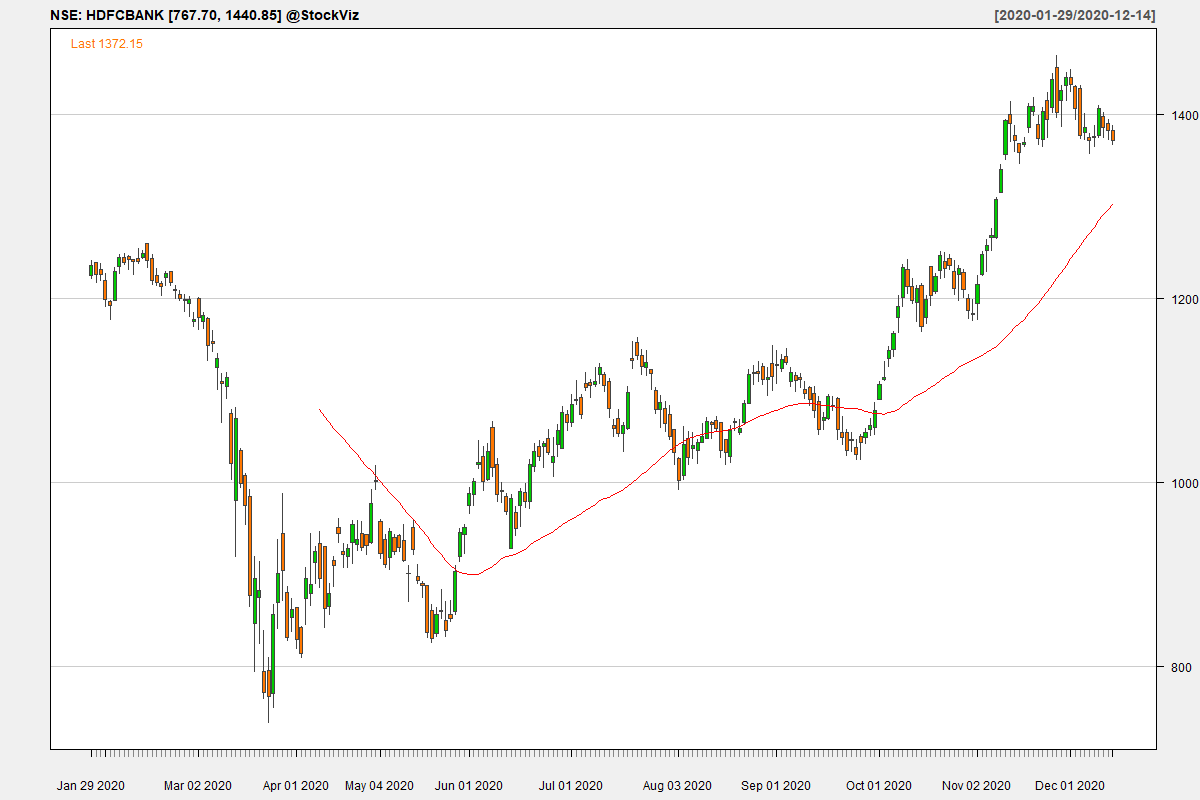 NSE: HDFCBANK [767.70, 1440.85] @StockViz
[2020-01-29/2020-12-14]
Last 1372.15
1400
1200
1000
800
Jan 29 2020 Mar 02 2020 Apr 01 2020 May 04 2020 Jun 01 2020 Jul 01 2020 Aug 03 2020 Sep 01 2020 Oct 01 2020 Nov 02 2020 Dec 01 2020